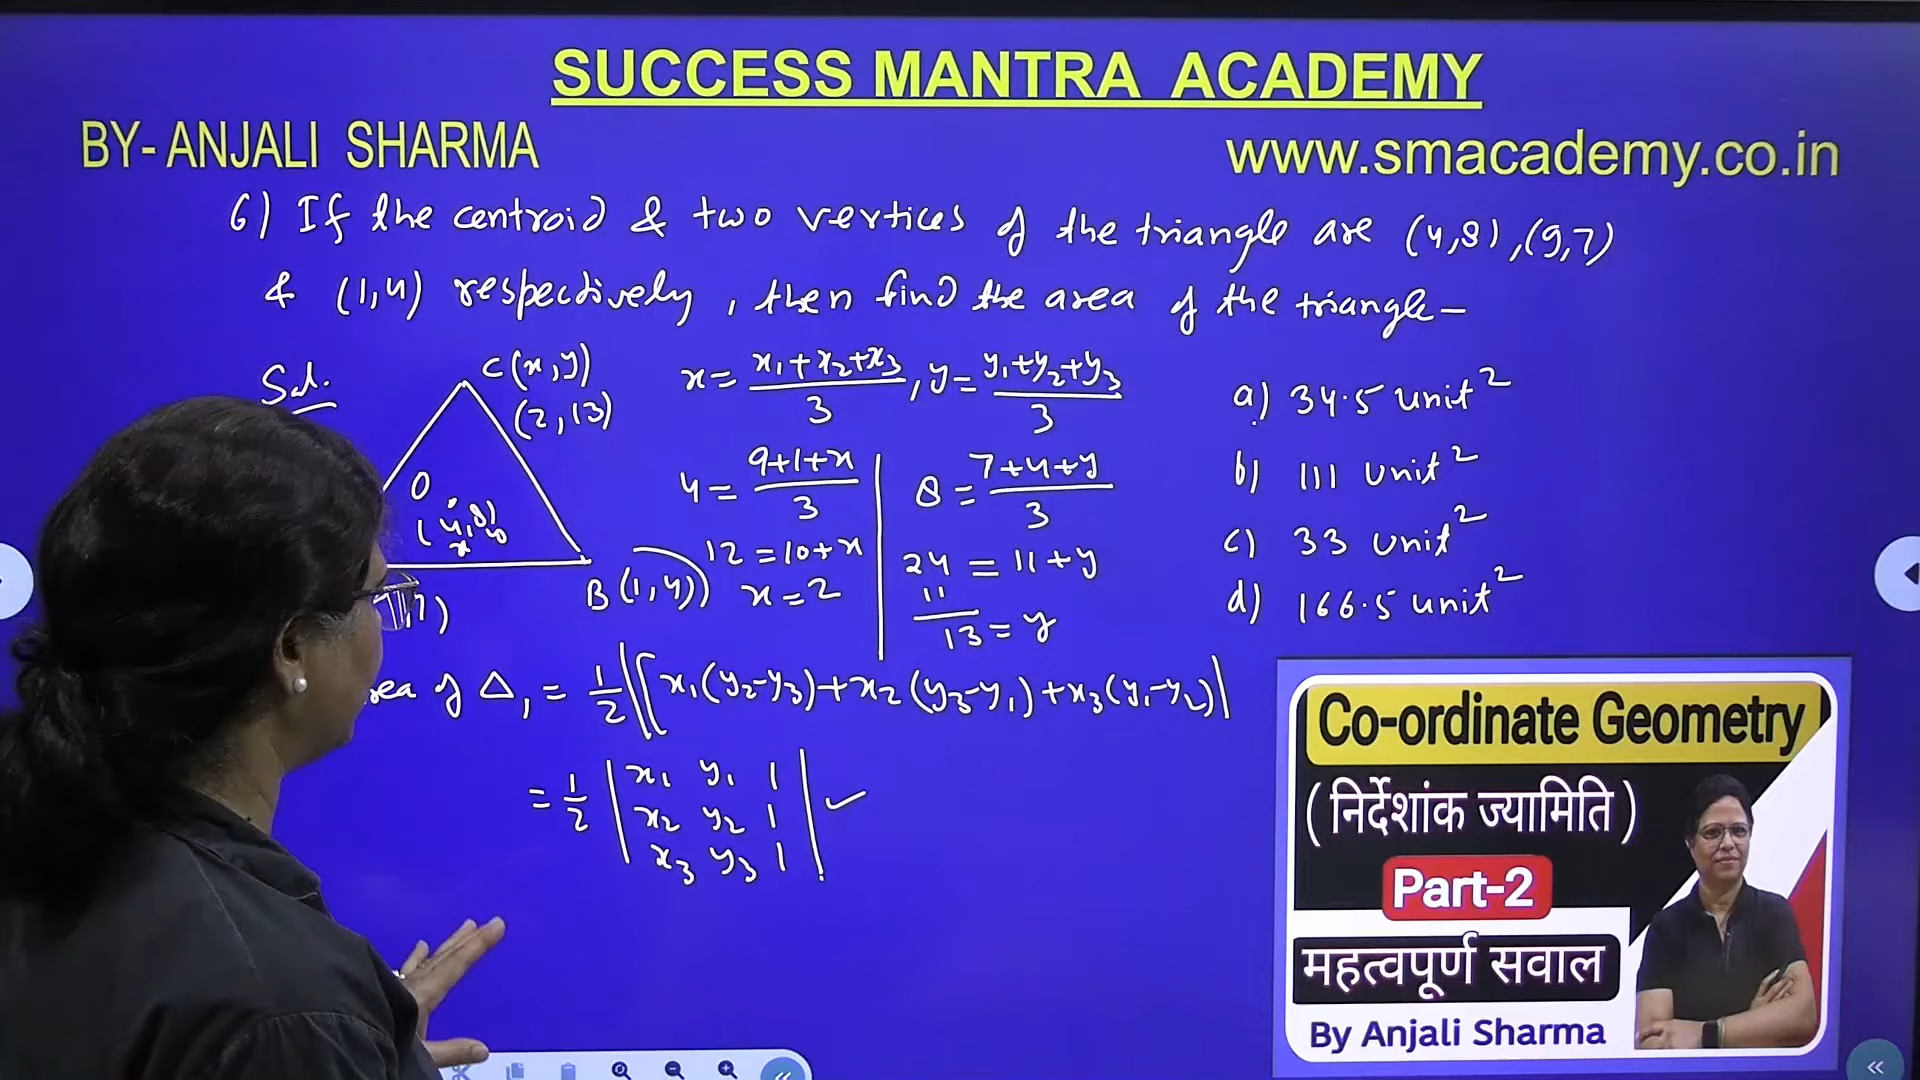 SUCCESS MANTRA ACADEMY
BY- ANJALI SHARMA
www.smacademy.co.in
6) If the centroid & two vertices of the triangle are (4,8),(9,7)
& (1,4) respectively, then find the area of the triangle—
Sol.
C(x,y)
(2,13)
O
(4,8)
B(1,4)
x = x₁+x₂+x₃/3, y = y₁+y₂+y₃/3
4 = 9+1+x/3
12 = 10+x
x = 2
8 = 7+4+y/3
24 = 11+y
11
13 = y
a) 34.5 unit²
b) 111 unit²
c) 33 unit²
d) 166.5 unit²
of Δ, = 1/2 |[x₁(y₂-y₃)+x₂(y₃-y₁)+x₃(y₁-y₂)|
= 1/2 | x₁ y₁ 1
x₂ y₂ 1
x₃ y₃ 1 | ✓
Co-ordinate Geometry
(निर्देशांक ज्यामिति)
Part-2
महत्वपूर्ण सवाल
By Anjali Sharma